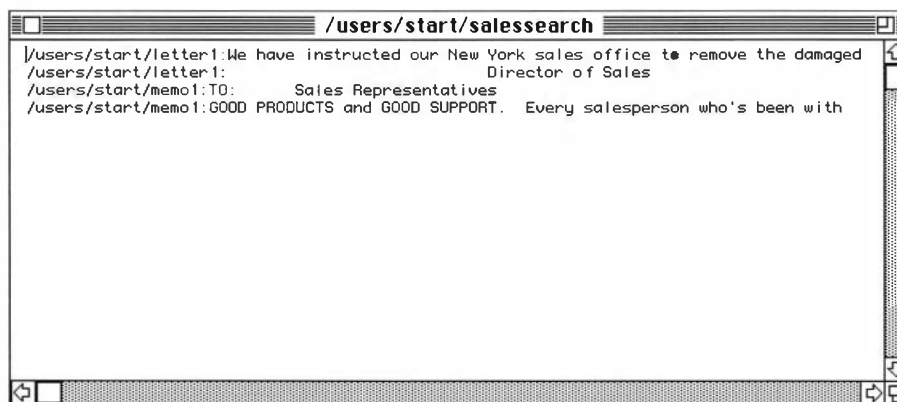 /users/start/salessearch
/users/start/letter1:We have instructed our New York sales office to remove the damaged
/users/start/letter1:                                   Director of Sales
/users/start/memo1:TO:       Sales Representatives
/users/start/memo1:GOOD PRODUCTS and GOOD SUPPORT.  Every salesperson who's been with